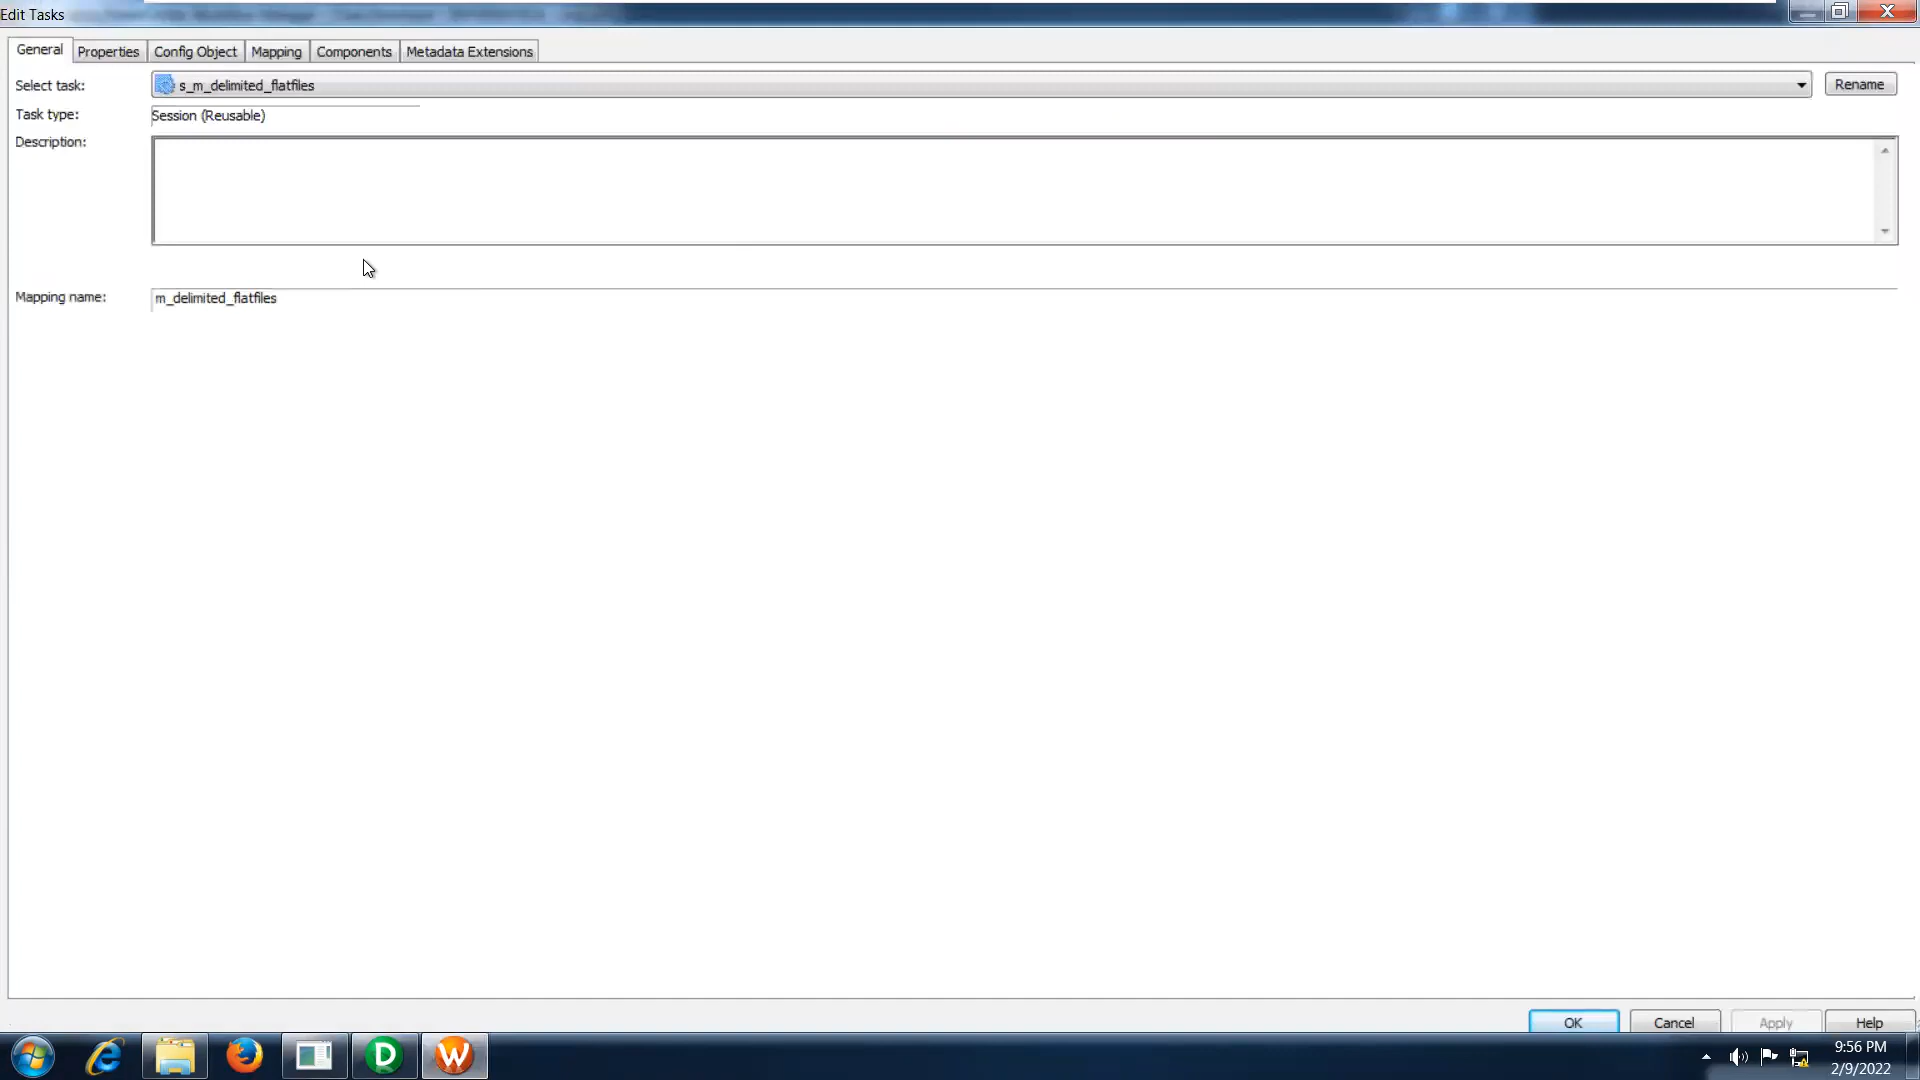 Edit Tasks
General Properties Config Object Mapping Components Metadata Extensions
Select task: s_m_delimited_flatfiles Rename
Task type: Session (Reusable)
Description:
Mapping name: m_delimited_flatfiles
OK Cancel Apply Help
9:56 PM
2/9/2022